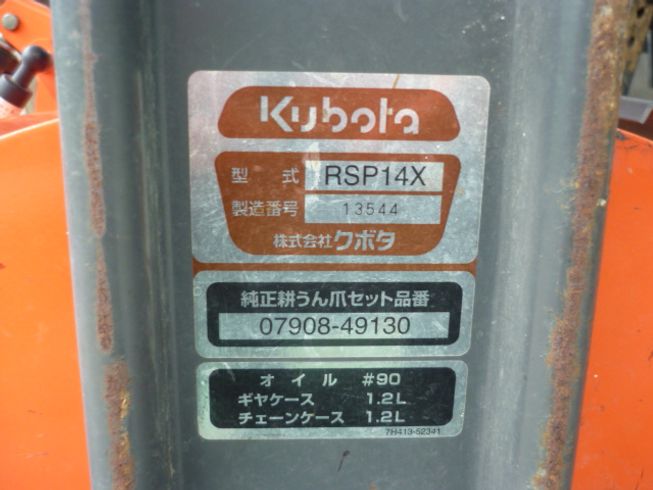 Kubota
型式 RSP14X
製造番号 13544
株式会社クボタ
純正耕うん爪セット品番
07908-49130
オイル #90
ギヤケース 1.2L
チェーンケース 1.2L
7H413-52341